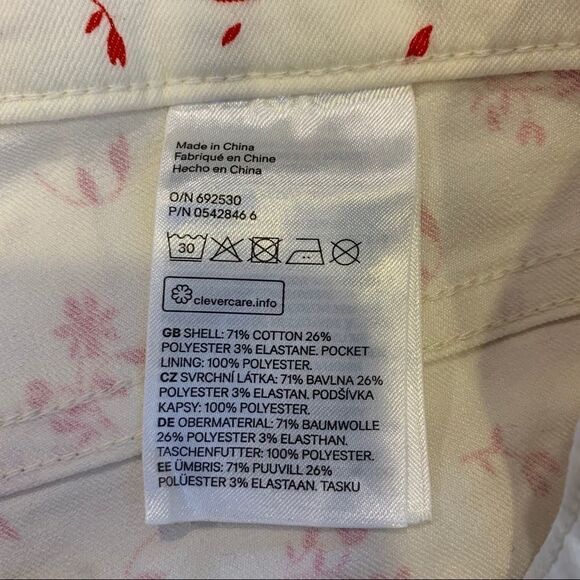 Made in China
Fabriqué en Chine
Hecho en China
O/N 692530
P/N 0542846 6
30
clevercare.info
GB SHELL: 71% COTTON 26%
POLYESTER 3% ELASTANE. POCKET
LINING: 100% POLYESTER.
CZ SVRCHNÍ LÁTKA: 71% BAVLNA 26%
POLYESTER 3% ELASTAN. PODŠÍVKA
KAPSY: 100% POLYESTER.
DE OBERMATERIAL: 71% BAUMWOLLE
26% POLYESTER 3% ELASTHAN.
TASCHENFUTTER: 100% POLYESTER.
EE ÜMBRIS: 71% PUUVILL 26%
POLÜESTER 3% ELASTAAN. TASKU